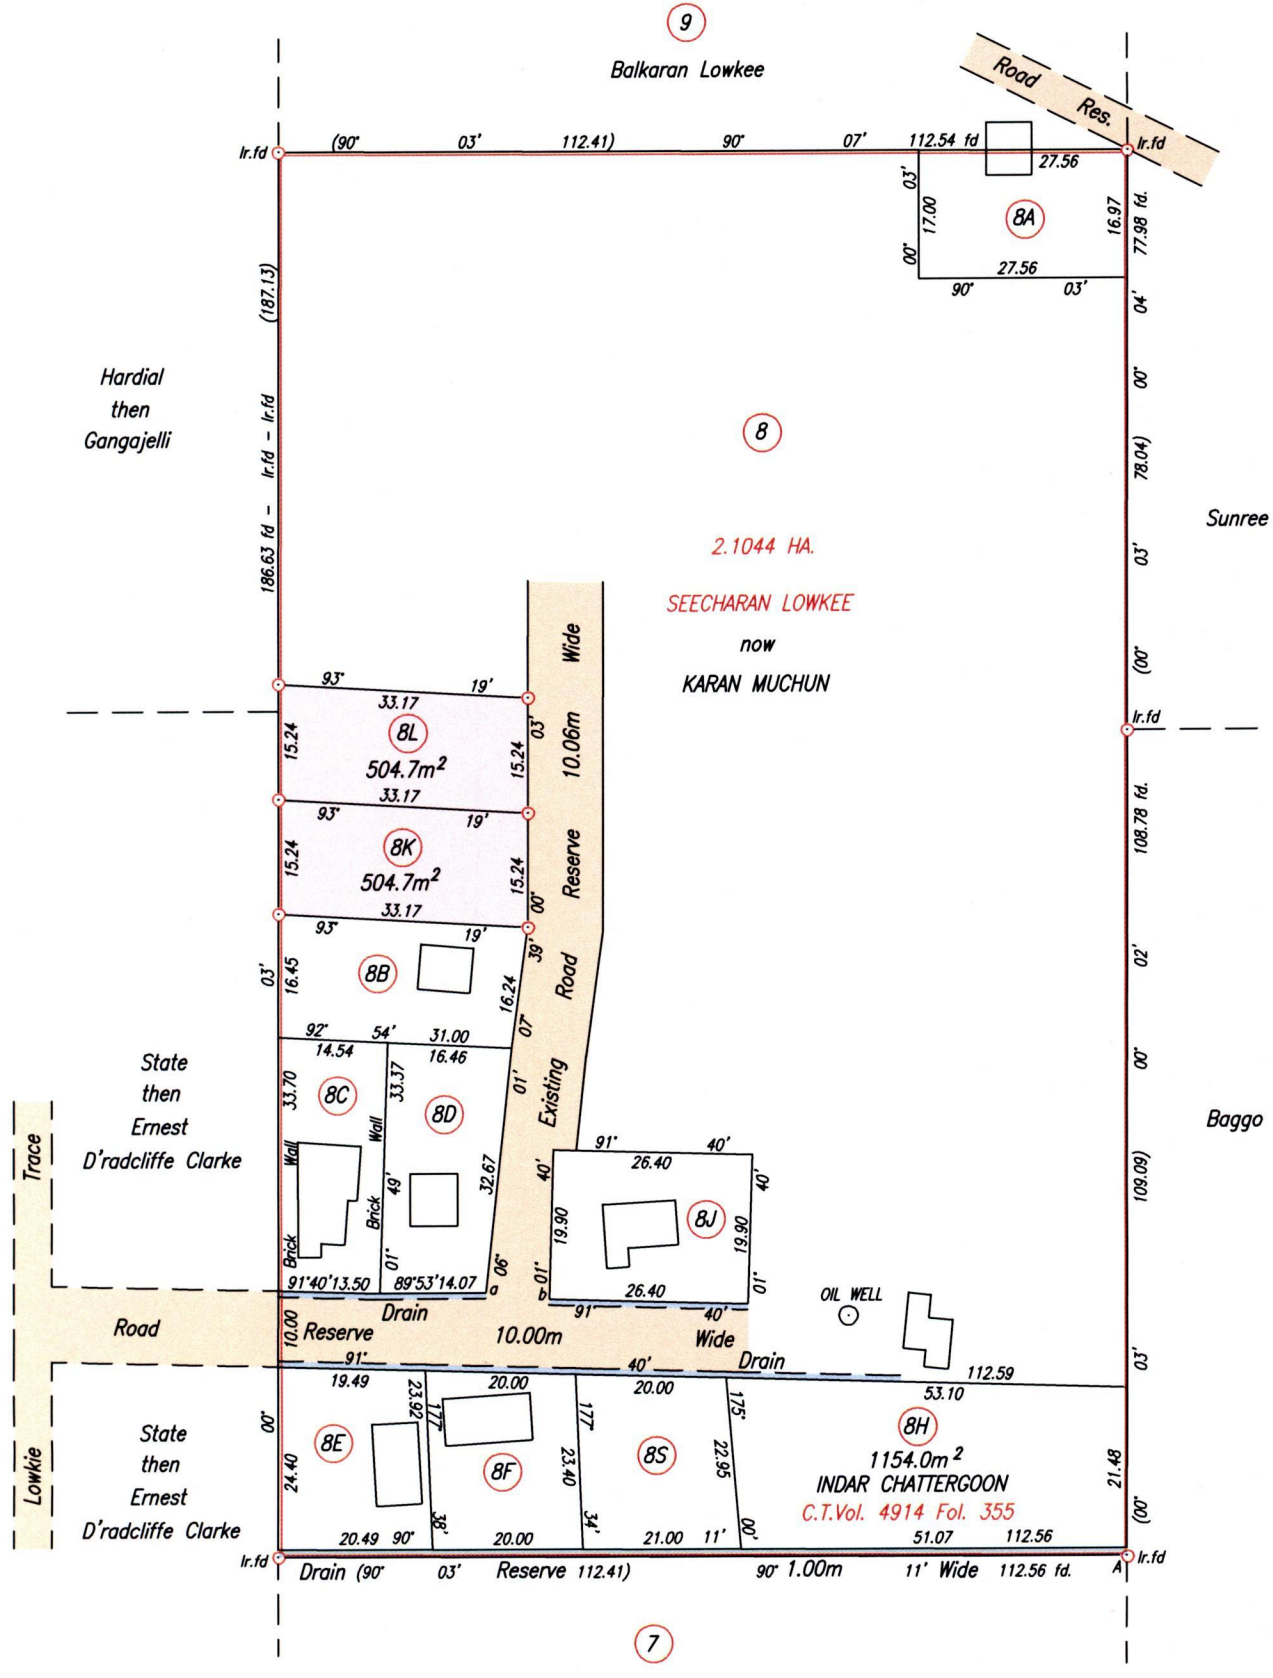 9
Balkaran Lowkee
Road Res.
Ir.fd
(90° 03' 112.41) 90° 07' 112.54 fd
Ir.fd
27.56
03'
17.00
00°
8A
16.97
77.98 fd.
27.56
90° 03'
04'
(187.13)
Hardial
then
Gangajelli
00°
8
186.63 fd - Ir.fd - Ir.fd
78.04)
Sunree
2.1044 HA.
03'
SEECHARAN LOWKEE
now
KARAN MUCHUN
(00°
Wide
10.06m
Reserve
Road
Existing
93° 19'
33.17
Ir.fd
15.24
8L
504.7m²
15.24
03'
33.17
93° 19'
108.78 fd.
15.24
8K
504.7m²
15.24
00°
33.17
93° 19'
39'
03'
16.45
8B
16.24
07'
02'
92° 54' 31.00
14.54
16.46
01'
00°
State
then
Ernest
D'radcliffe Clarke
33.70
8C
33.37
8D
Trace
Brick Wall
Brick Wall
49'
01°
32.67
06°
91° 40'
26.40
40'
40'
19.90
8J
19.90
01°
01°
Baggo
109.09)
91°40'13.50
89°53'14.07
a
b
26.40
91° 40'
OIL WELL
Drain
Road
10.00
Reserve 10.00m Wide
03'
91° 40'
Drain
112.59
19.49
20.00
20.00
53.10
00°
23.92
177°
177°
175°
8E
8F
8S
8H
1154.0m²
INDAR CHATTERGOON
C.T.Vol. 4914 Fol. 355
State
then
Ernest
D'radcliffe Clarke
Lowkie
24.40
23.40
22.95
21.48
38'
34'
00'
(00°
20.49 90° 20.00 21.00 11' 51.07 112.56
Ir.fd
Drain (90° 03' Reserve 112.41) 90° 1.00m 11' Wide 112.56 fd.
A
Ir.fd
7